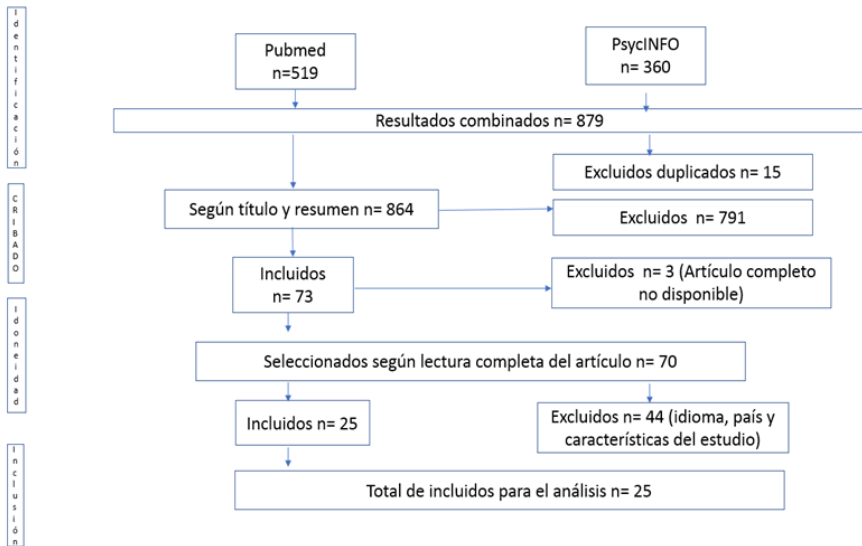 Identificación
Pubmed
n=519
PsycINFO
n= 360
Resultados combinados n= 879
Excluidos duplicados n= 15
CRIBADO
Según título y resumen n= 864
Excluidos n= 791
Incluidos
n= 73
Excluidos n= 3 (Artículo completo
no disponible)
Idoneidad
Seleccionados según lectura completa del artículo n= 70
Incluidos n= 25
Excluidos n= 44 (idioma, país y
características del estudio)
Inclusión
Total de incluidos para el análisis n= 25